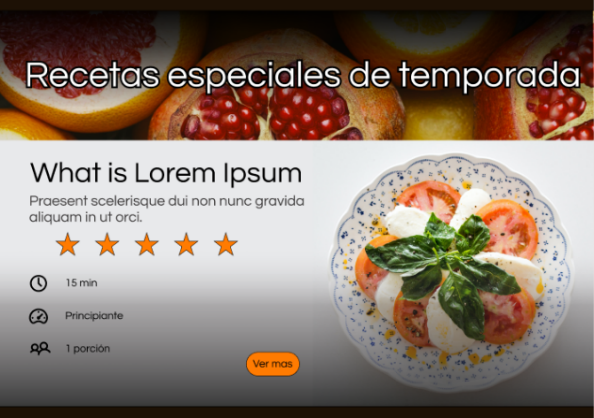 Recetas especiales de temporada
What is Lorem Ipsum
Praesent scelerisque dui non nunc gravida
aliquam in ut orci.
15 min
Principiante
1 porción
Ver mas